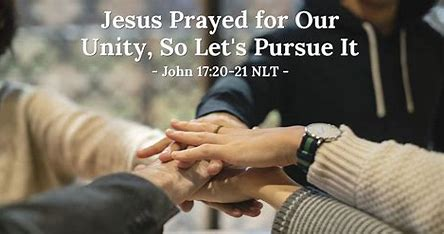 Jesus Prayed for Our
Unity, So Let's Pursue It
~ John 17:20-21 NLT ~